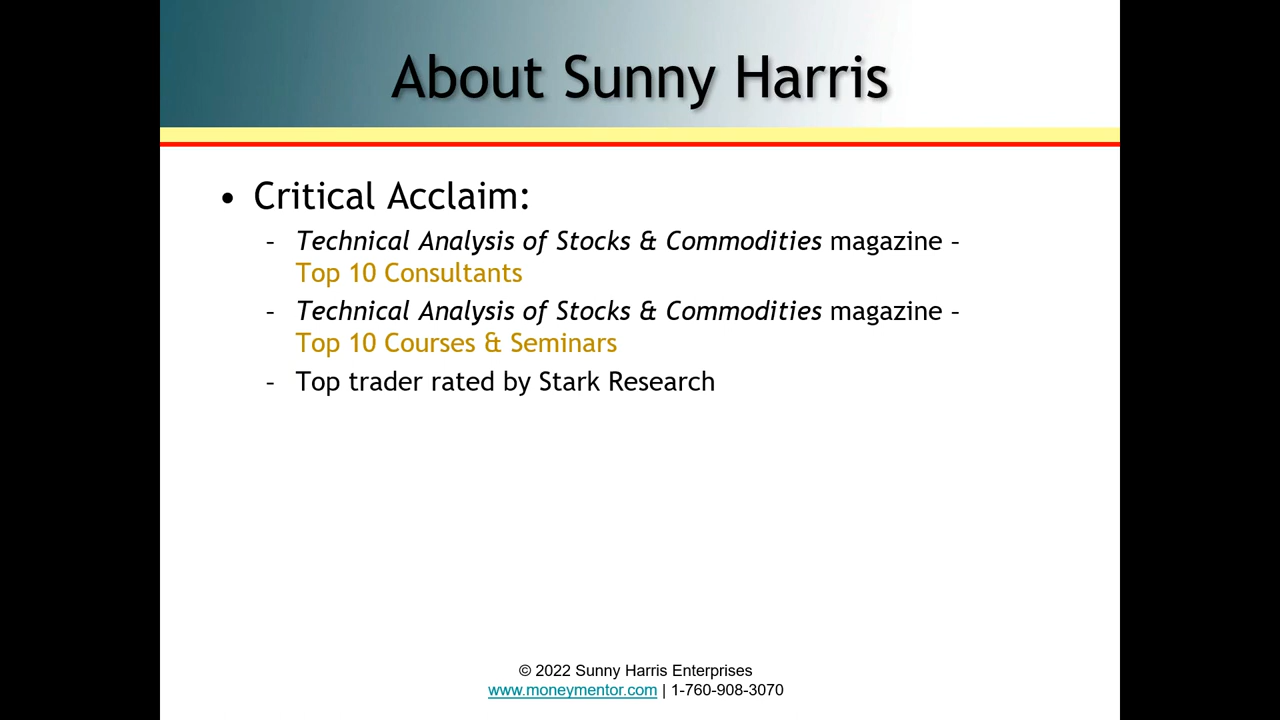 About Sunny Harris
• Critical Acclaim:
– Technical Analysis of Stocks & Commodities magazine –
Top 10 Consultants
– Technical Analysis of Stocks & Commodities magazine –
Top 10 Courses & Seminars
– Top trader rated by Stark Research
© 2022 Sunny Harris Enterprises
www.moneymentor.com | 1-760-908-3070